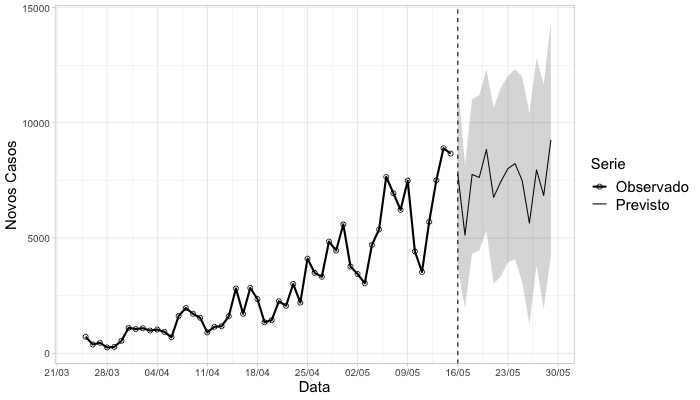 15000
10000
5000
0
Novos Casos
21/03 28/03 04/04 11/04 18/04 25/04 02/05 09/05 16/05 23/05 30/05
Data
Serie
Observado
Previsto